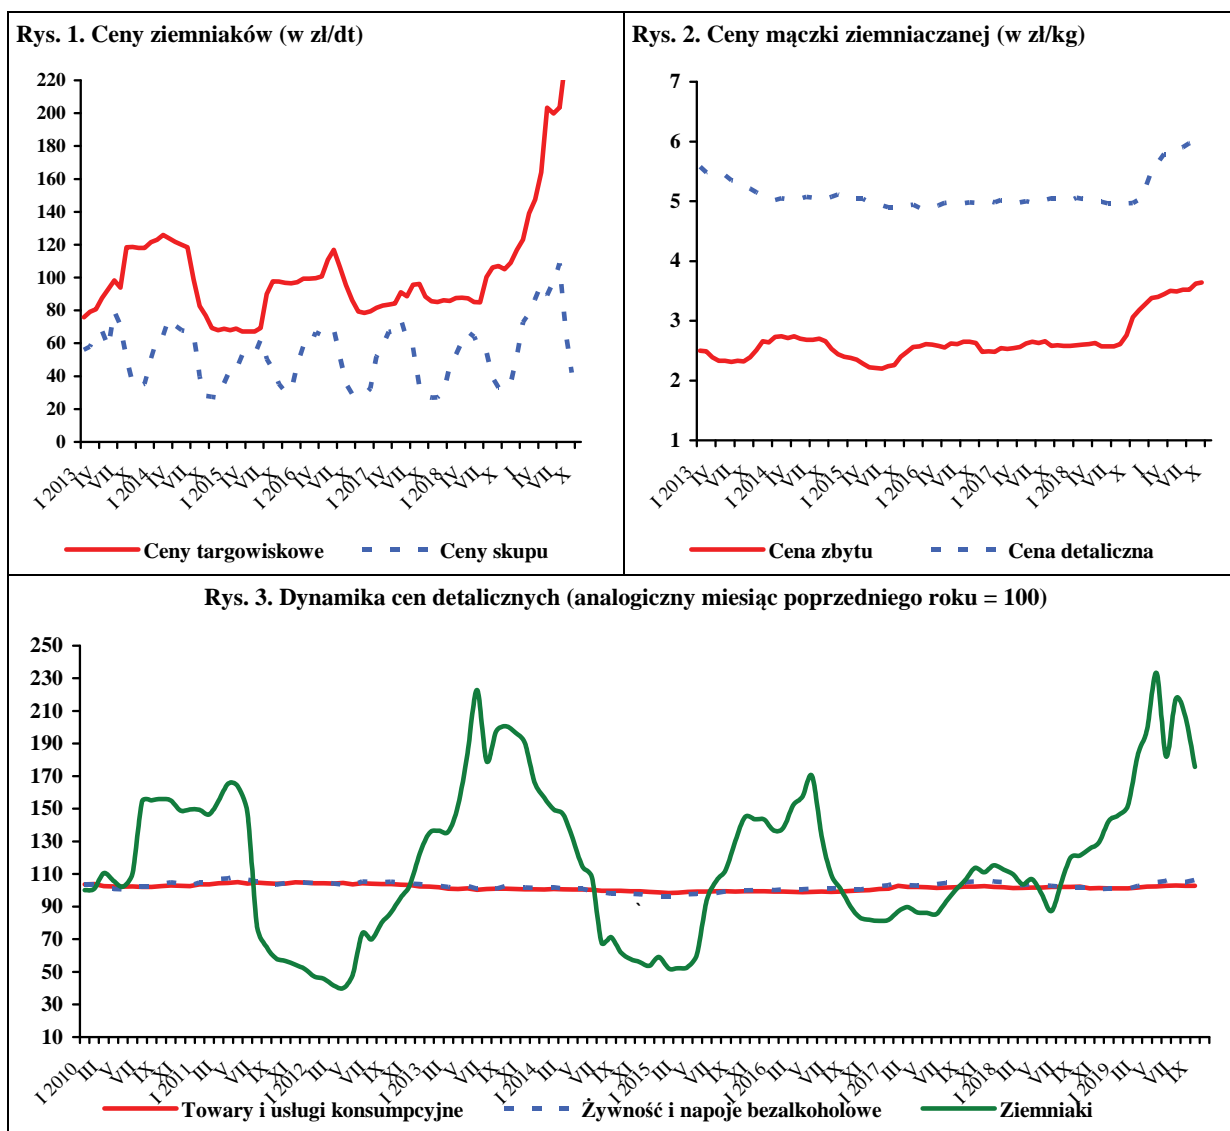 Rys. 1. Ceny ziemniaków (w zł/dt)
220
200
180
160
140
120
100
80
60
40
20
0
I 2013
IV
VII
X
I 2014
IV
VII
X
I 2015
IV
VII
X
I 2016
IV
VII
X
I 2017
IV
VII
X
I 2018
IV
VII
X
I
IV
VII
X
Ceny targowiskowe
Ceny skupu
Rys. 2. Ceny mączki ziemniaczanej (w zł/kg)
7
6
5
4
3
2
1
I 2013
IV
VII
X
I 2014
IV
VII
X
I 2015
IV
VII
X
I 2016
IV
VII
X
I 2017
IV
VII
X
I 2018
IV
VII
X
I
IV
VII
X
Cena zbytu
Cena detaliczna
Rys. 3. Dynamika cen detalicznych (analogiczny miesiąc poprzedniego roku = 100)
250
230
210
190
170
150
130
110
90
70
50
30
10
I 2010
III
V
VII
IX
XI
I 2011
III
V
VII
IX
XI
I 2012
III
V
VII
IX
XI
I 2013
III
V
VII
IX
XI
I 2014
III
V
VII
IX
XI
I 2015
III
V
VII
IX
XI
I 2016
III
V
VII
IX
XI
I 2017
III
V
VII
IX
XI
I 2018
III
V
VII
IX
XI
I 2019
III
V
VII
IX
Towary i usługi konsumpcyjne
Żywność i napoje bezalkoholowe
Ziemniaki